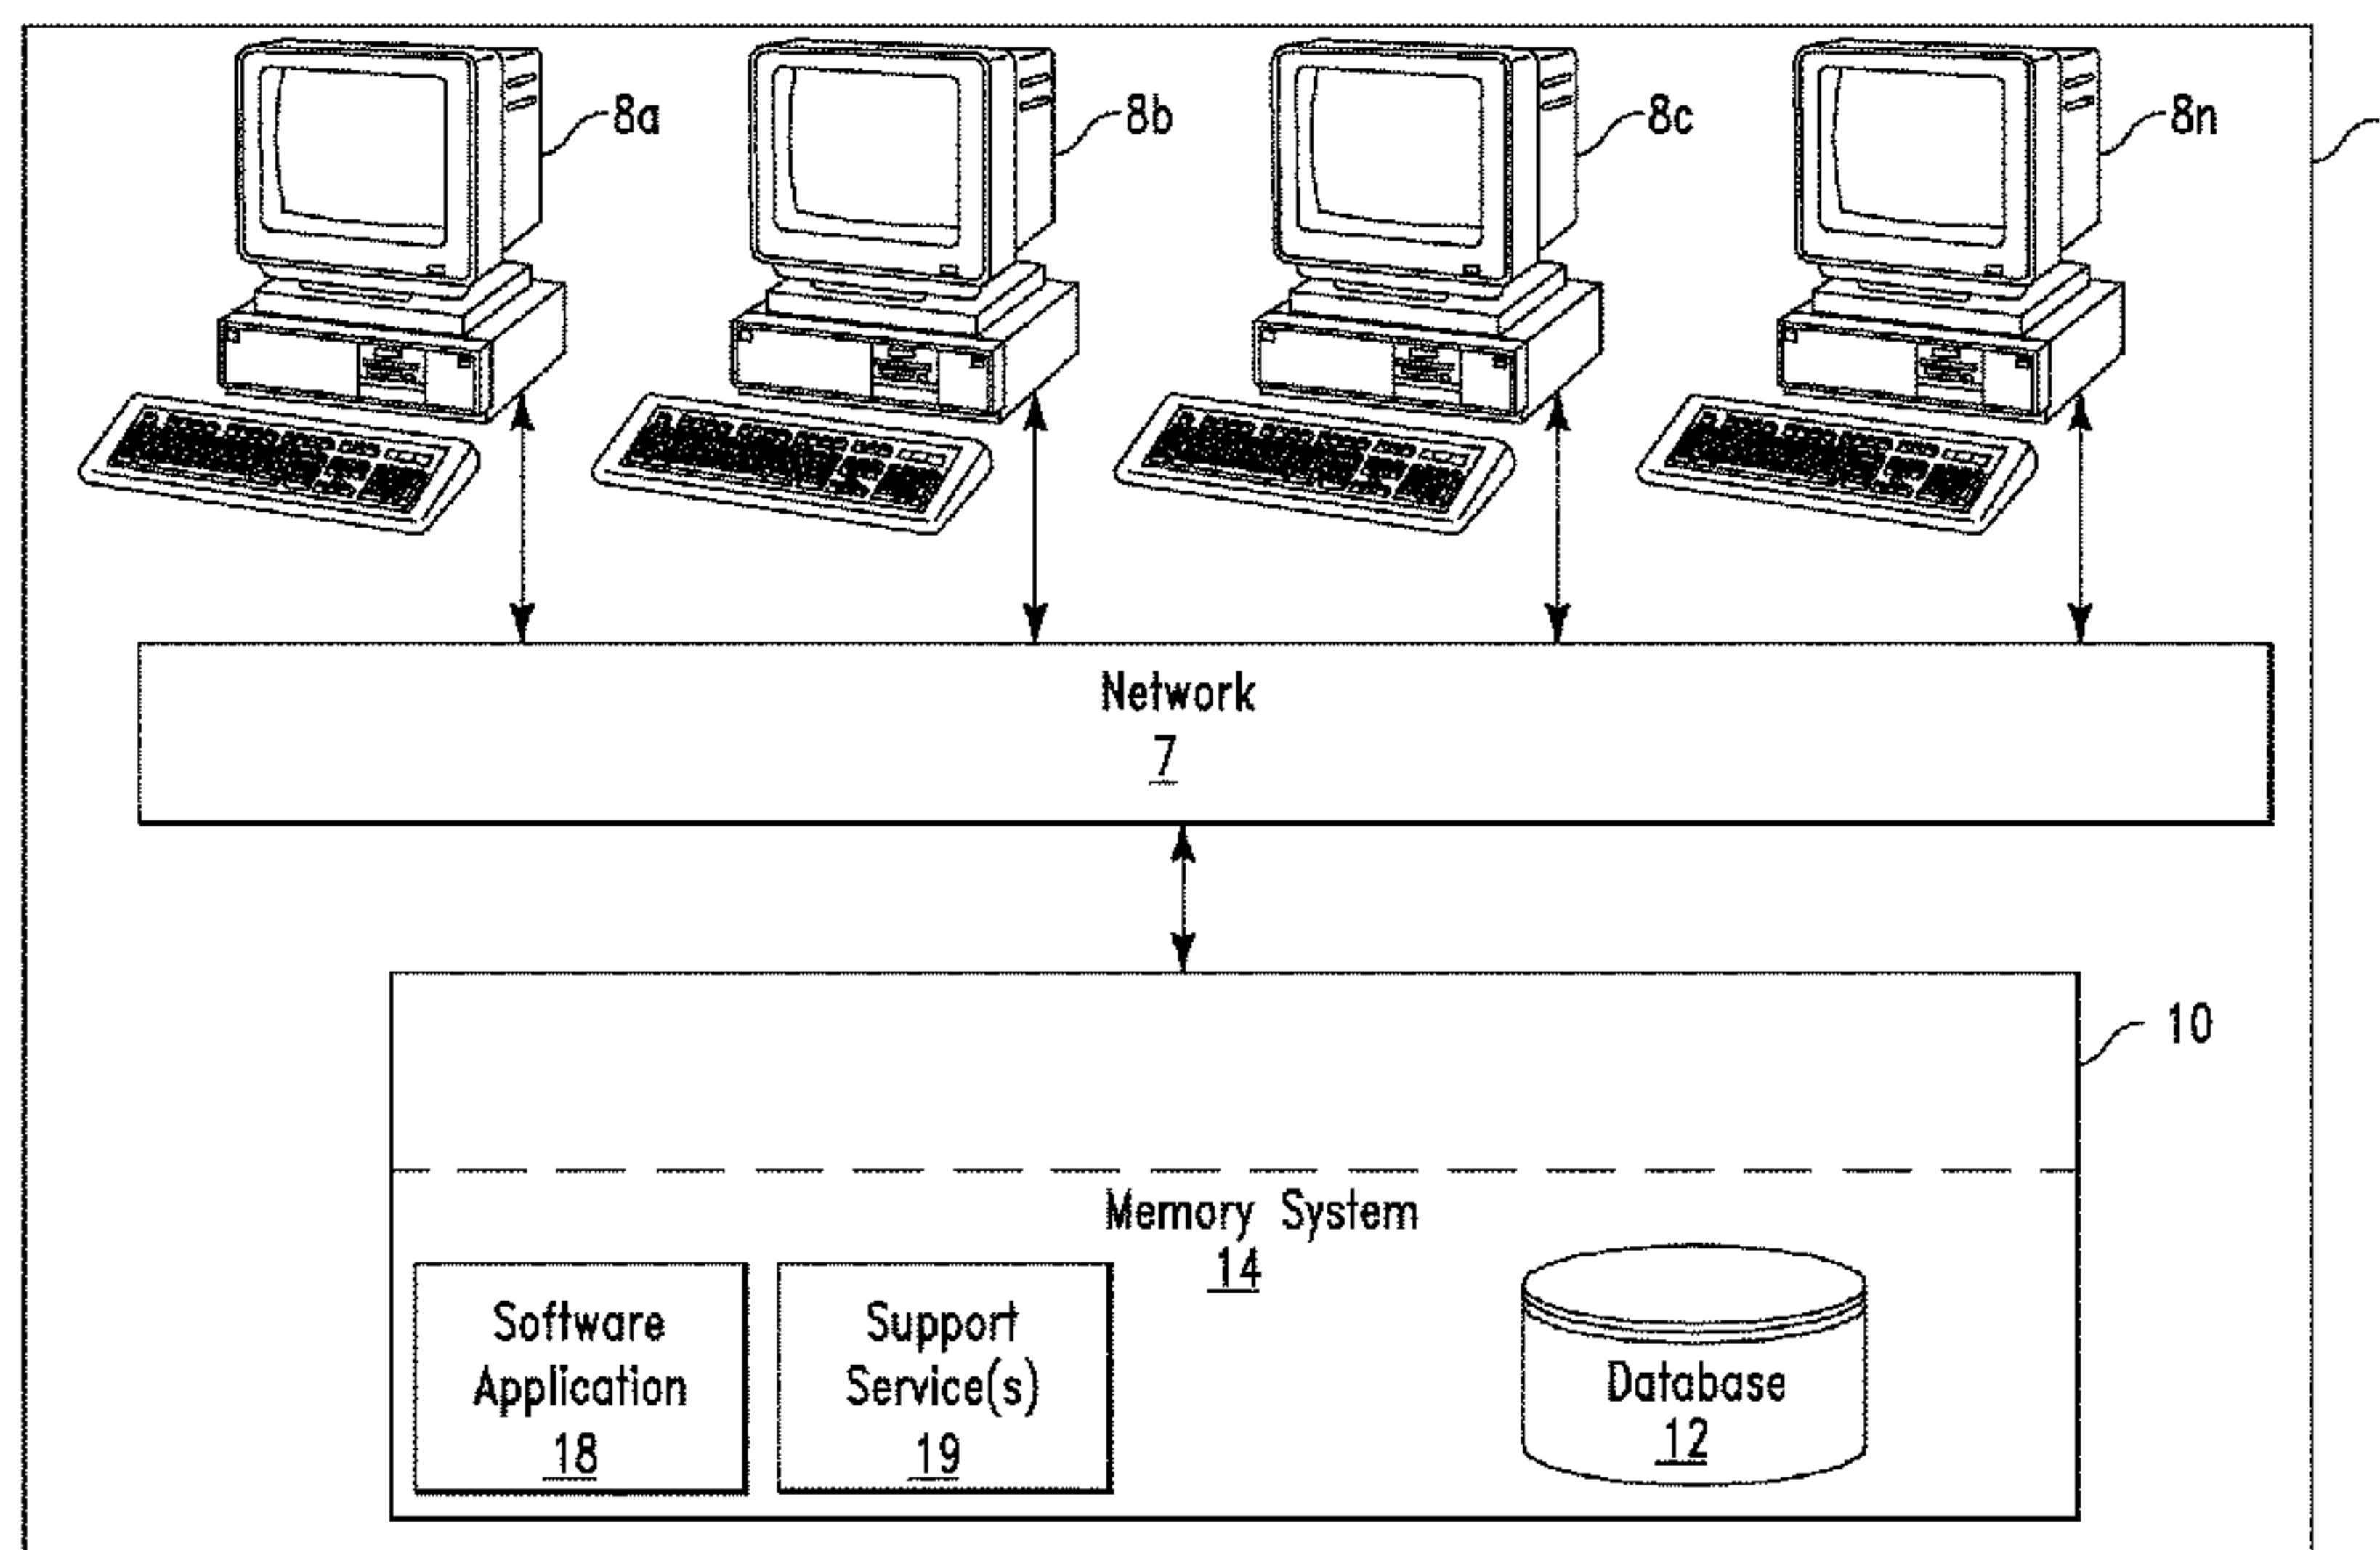 8a
8b
8c
8n
Network
7
10
Memory System
14
Software
Application
18
Support
Service(s)
19
Database
12